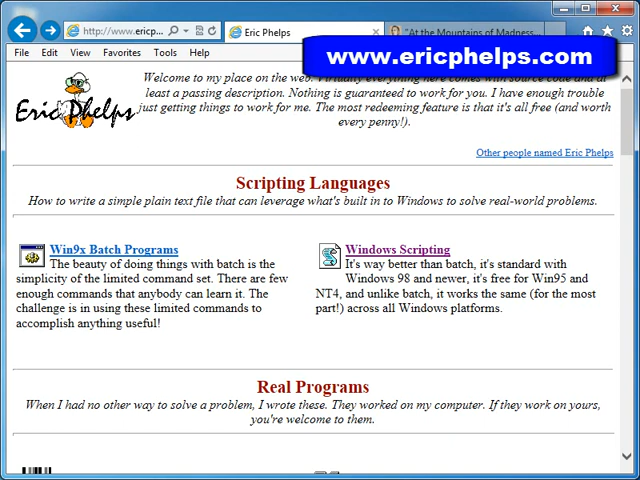 http://www.ericp...
Eric Phelps
"At the Mountains of Madness...
File Edit View Favorites Tools Help
www.ericphelps.com
Eric Phelps
Welcome to my place on the web. Virtually everything here comes with source code and at
least a passing description. Nothing is guaranteed to work for you. I have enough trouble
just getting things to work for me. The most redeeming feature is that it's all free (and worth
every penny!).
Other people named Eric Phelps
Scripting Languages
How to write a simple plain text file that can leverage what's built in to Windows to solve real-world problems.
Win9x Batch Programs
The beauty of doing things with batch is the
simplicity of the limited command set. There are few
enough commands that anybody can learn it. The
challenge is in using these limited commands to
accomplish anything useful!
Windows Scripting
It's way better than batch, it's standard with
Windows 98 and newer, it's free for Win95 and
NT4, and unlike batch, it works the same (for the most
part!) across all Windows platforms.
Real Programs
When I had no other way to solve a problem, I wrote these. They worked on my computer. If they work on yours,
you're welcome to them.